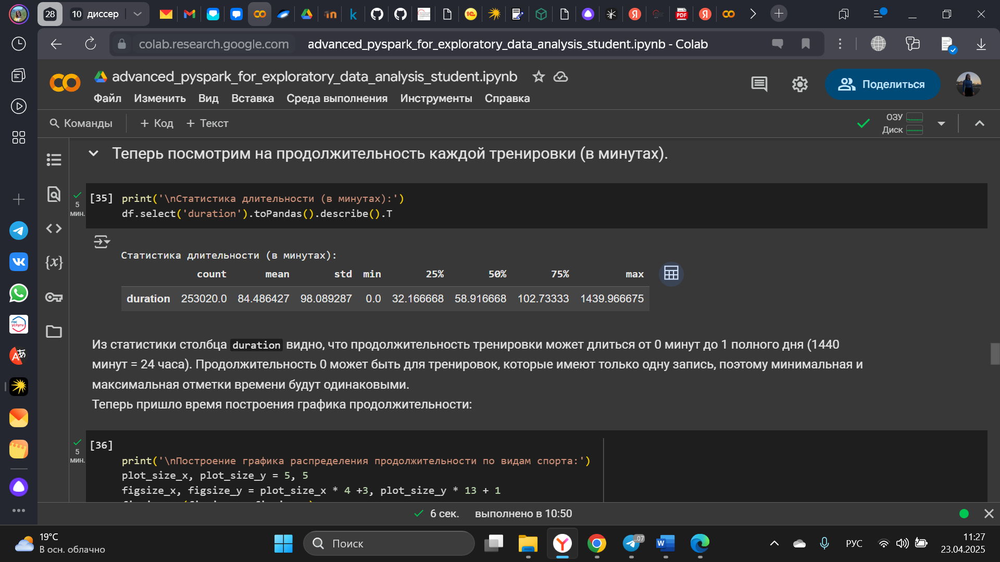 28
10 диссер
colab.research.google.com
advanced_pyspark_for_exploratory_data_analysis_student.ipynb - Colab
advanced_pyspark_for_exploratory_data_analysis_student.ipynb
Файл Изменить Вид Вставка Среда выполнения Инструменты Справка
Поделиться
Команды + Код + Текст
ОЗУ
Диск
Теперь посмотрим на продолжительность каждой тренировки (в минутах).
5
мин.
[35] print('\nСтатистика длительности (в минутах):')
df.select('duration').toPandas().describe().T
Статистика длительности (в минутах):
count mean std min 25% 50% 75% max
duration 253020.0 84.486427 98.089287 0.0 32.166668 58.916668 102.73333 1439.966675
Из статистики столбца duration видно, что продолжительность тренировки может длиться от 0 минут до 1 полного дня (1440
минут = 24 часа). Продолжительность 0 может быть для тренировок, которые имеют только одну запись, поэтому минимальная и
максимальная отметки времени будут одинаковыми.
Теперь пришло время построения графика продолжительности:
5
мин.
[36]
print('\nПостроение графика распределения продолжительности по видам спорта:')
plot_size_x, plot_size_y = 5, 5
figsize_x, figsize_y = plot_size_x * 4 +3, plot_size_y * 13 + 1
6 сек. выполнено в 10:50
19°C
В осн. облачно
Поиск
РУС
11:27
23.04.2025